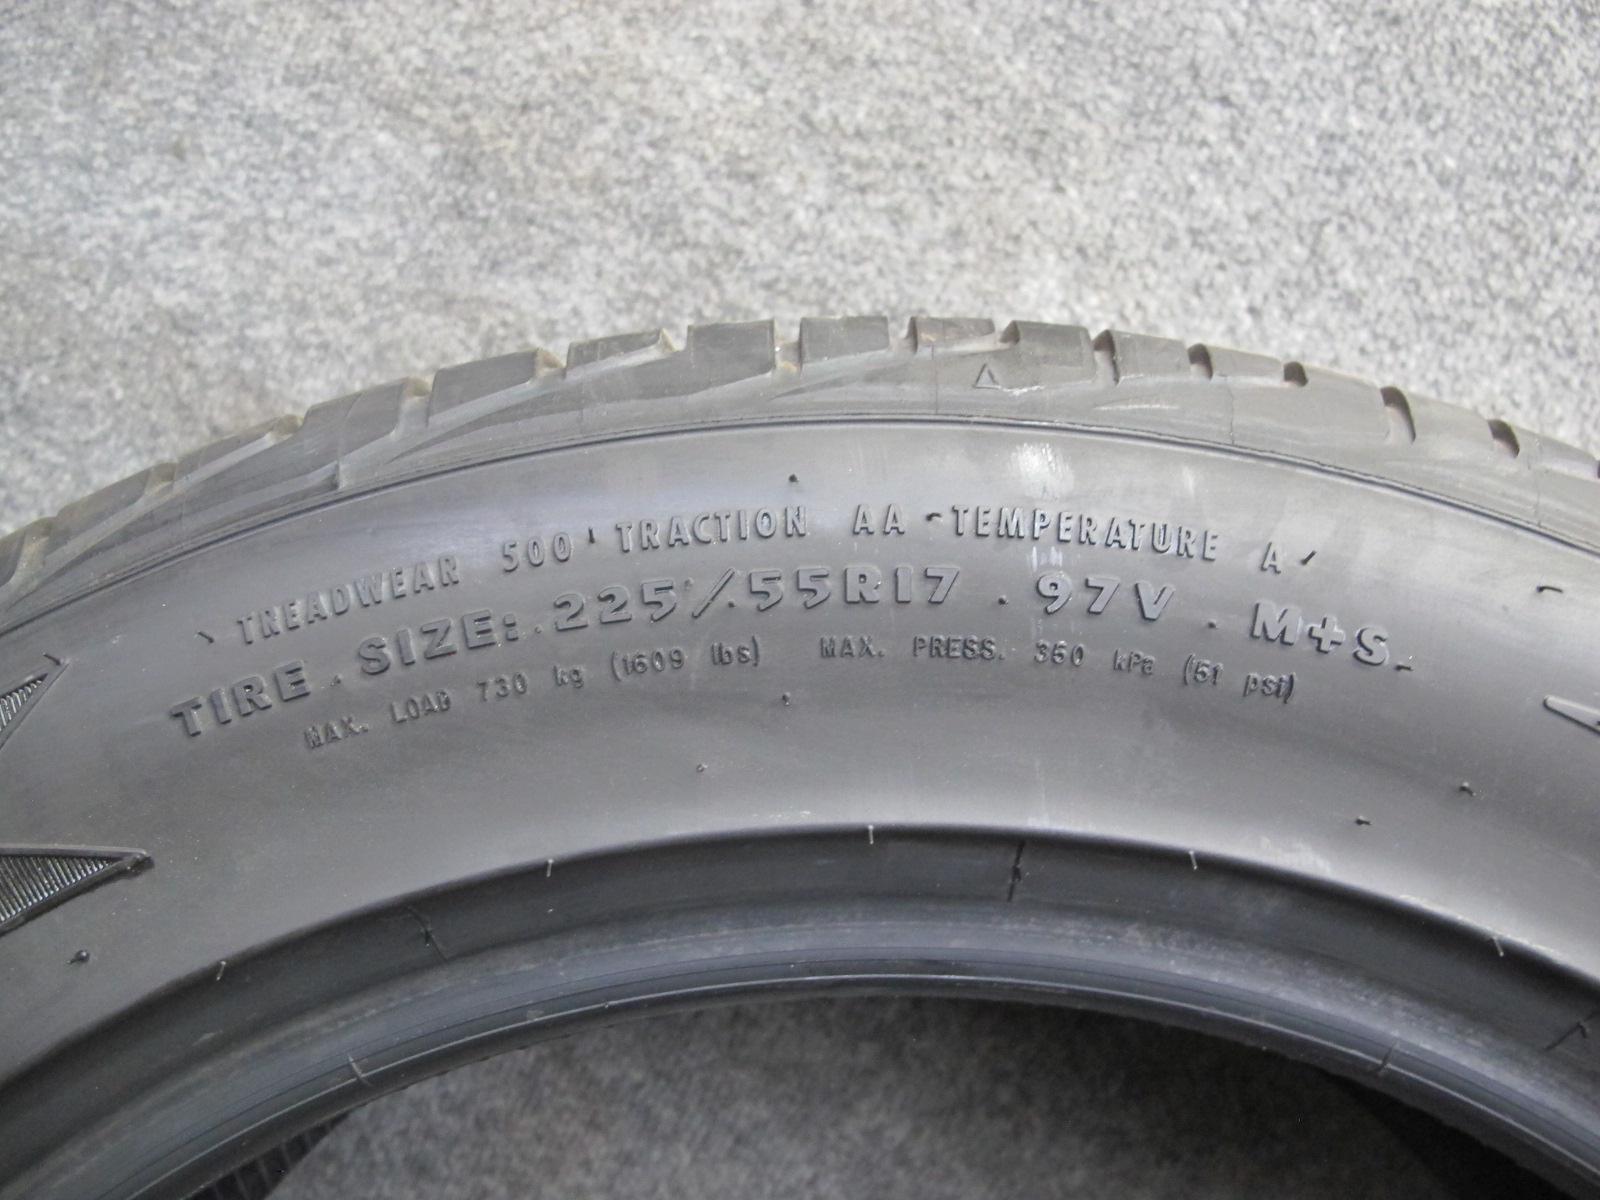 TREADWEAR 500 TRACTION AA TEMPERATURE A
TIRE SIZE: 225/55R17 97V M+S
MAX. LOAD 730 kg (1609 lbs) MAX. PRESS. 350 kPa (51 psi)